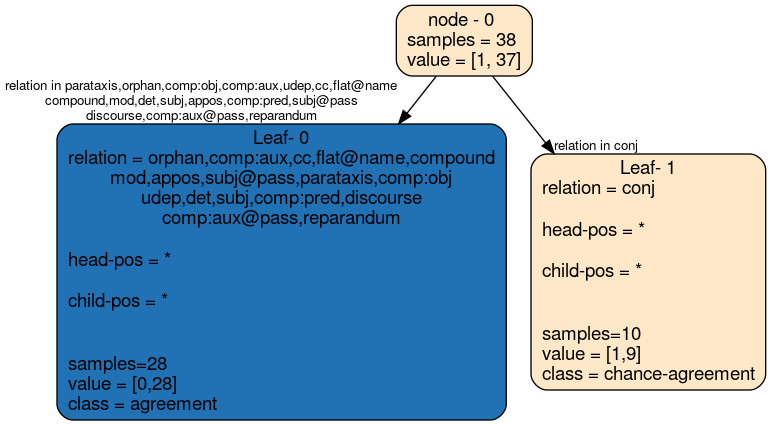 node - 0
samples = 38
value = [1, 37]
relation in parataxis,orphan,comp:obj,comp:aux,udep,cc,flat@name
compound,mod,det,subj,appos,comp:pred,subj@pass
discourse,comp:aux@pass,reparandum
relation in conj
Leaf- 0
relation = orphan,comp:aux,cc,flat@name,compound
mod,appos,subj@pass,parataxis,comp:obj
udep,det,subj,comp:pred,discourse
comp:aux@pass,reparandum
head-pos = *
child-pos = *
samples=28
value = [0,28]
class = agreement
Leaf- 1
relation = conj
head-pos = *
child-pos = *
samples=10
value = [1,9]
class = chance-agreement